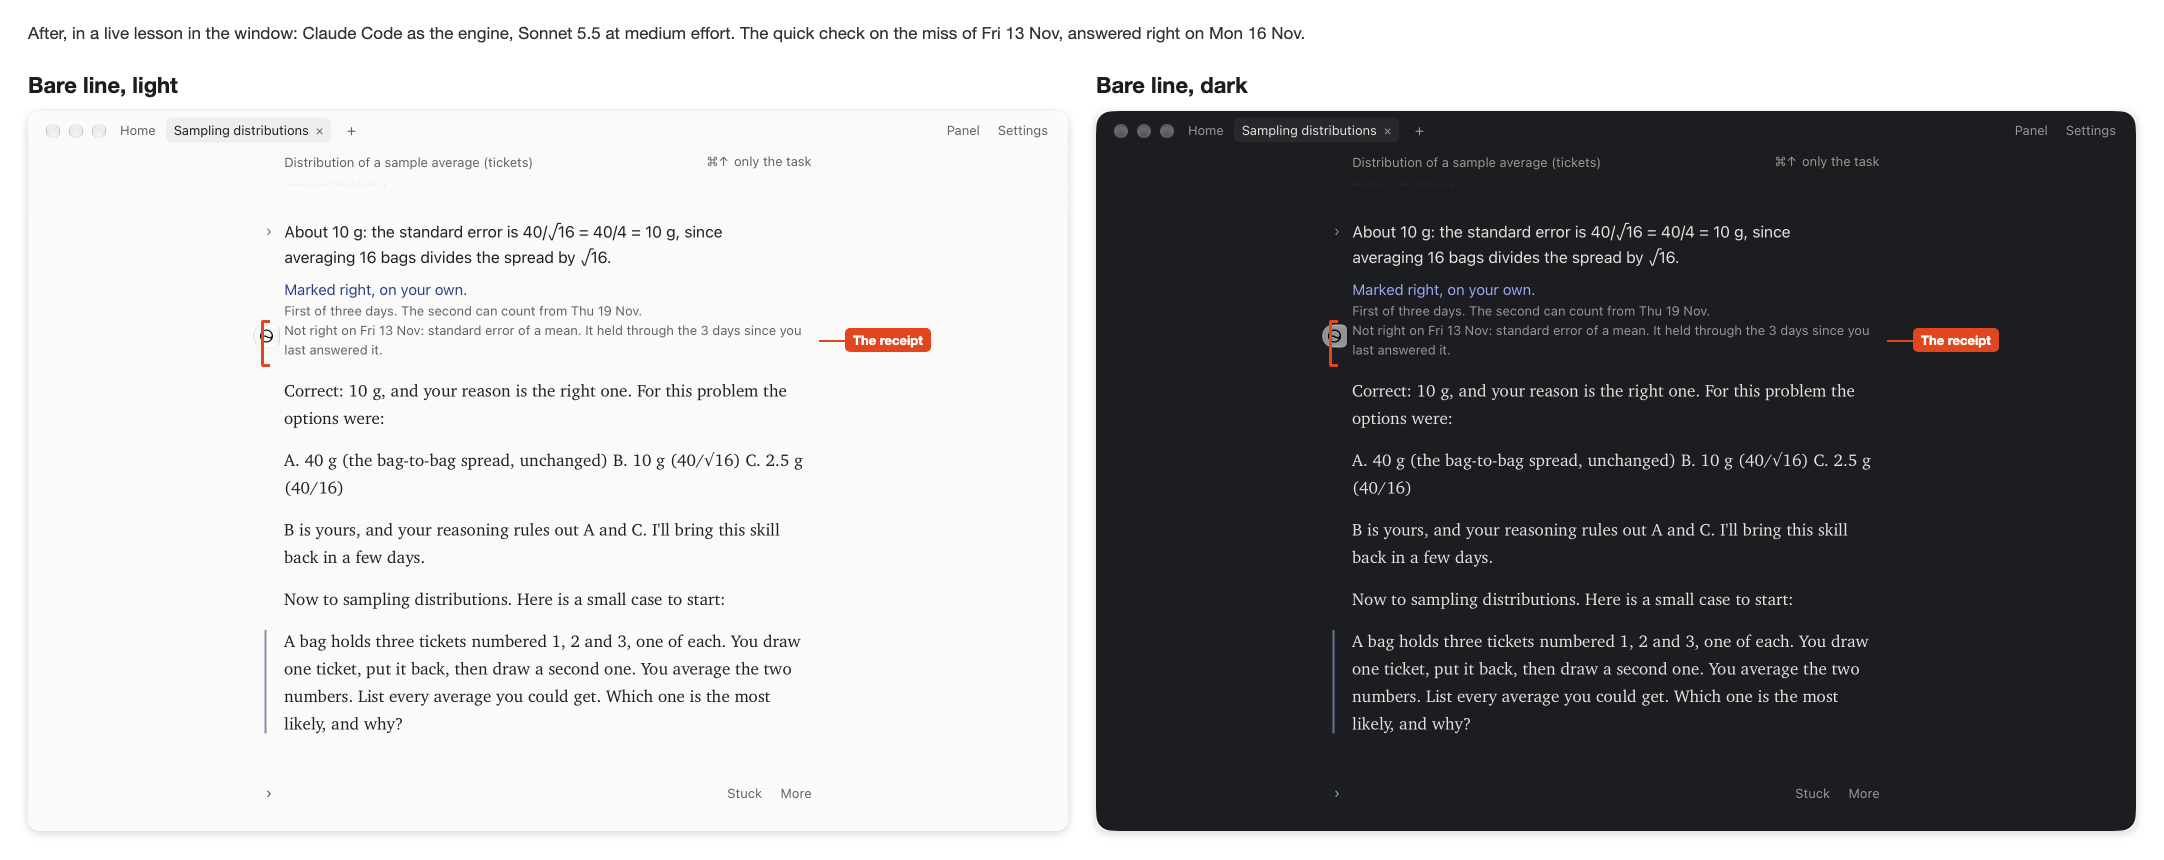 After, in a live lesson in the window: Claude Code as the engine, Sonnet 5.5 at medium effort. The quick check on the miss of Fri 13 Nov, answered right on Mon 16 Nov.
Bare line, light
Home Sampling distributions × + Panel Settings
Distribution of a sample average (tickets) ⌘↑ only the task
› About 10 g: the standard error is 40/√16 = 40/4 = 10 g, since
averaging 16 bags divides the spread by √16.
Marked right, on your own.
First of three days. The second can count from Thu 19 Nov.
Not right on Fri 13 Nov: standard error of a mean. It held through the 3 days since you
last answered it.
The receipt
Correct: 10 g, and your reason is the right one. For this problem the
options were:
A. 40 g (the bag-to-bag spread, unchanged) B. 10 g (40/√16) C. 2.5 g
(40/16)
B is yours, and your reasoning rules out A and C. I'll bring this skill
back in a few days.
Now to sampling distributions. Here is a small case to start:
A bag holds three tickets numbered 1, 2 and 3, one of each. You draw
one ticket, put it back, then draw a second one. You average the two
numbers. List every average you could get. Which one is the most
likely, and why?
› Stuck More
Bare line, dark
Home Sampling distributions × + Panel Settings
Distribution of a sample average (tickets) ⌘↑ only the task
› About 10 g: the standard error is 40/√16 = 40/4 = 10 g, since
averaging 16 bags divides the spread by √16.
Marked right, on your own.
First of three days. The second can count from Thu 19 Nov.
Not right on Fri 13 Nov: standard error of a mean. It held through the 3 days since you
last answered it.
The receipt
Correct: 10 g, and your reason is the right one. For this problem the
options were:
A. 40 g (the bag-to-bag spread, unchanged) B. 10 g (40/√16) C. 2.5 g
(40/16)
B is yours, and your reasoning rules out A and C. I'll bring this skill
back in a few days.
Now to sampling distributions. Here is a small case to start:
A bag holds three tickets numbered 1, 2 and 3, one of each. You draw
one ticket, put it back, then draw a second one. You average the two
numbers. List every average you could get. Which one is the most
likely, and why?
› Stuck More